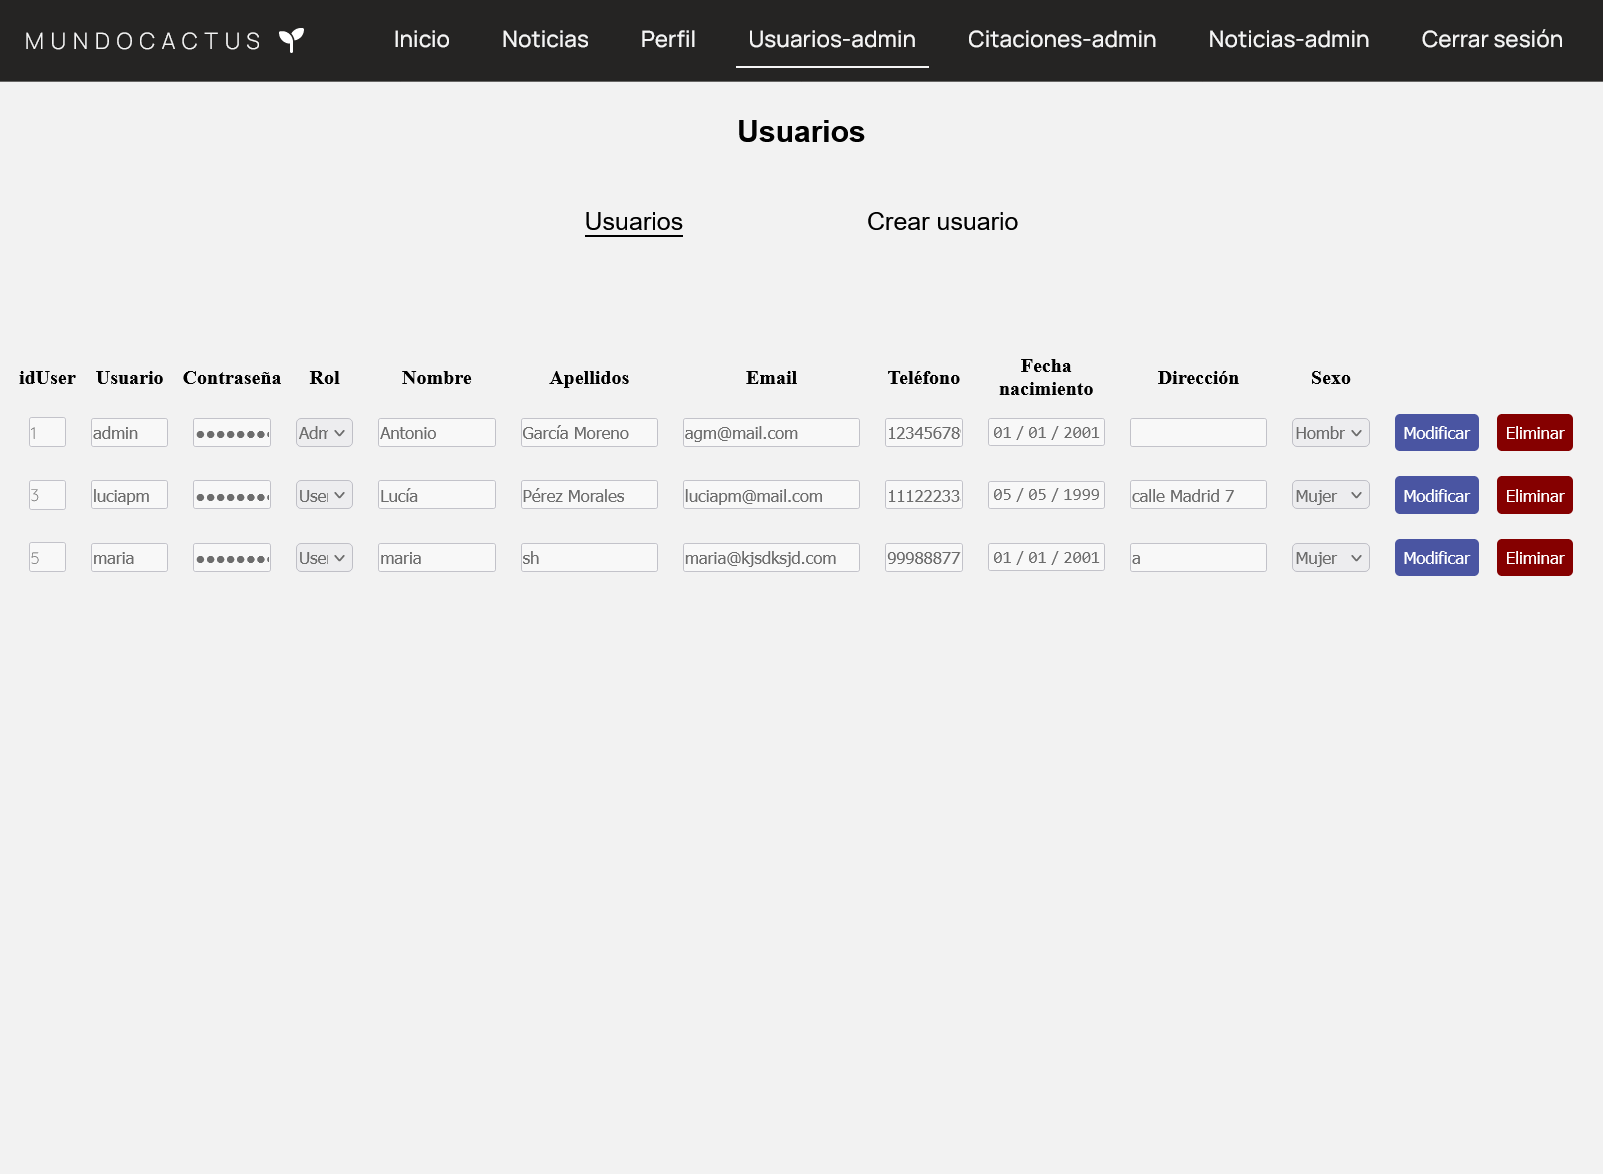 MUNDOCACTUS Inicio Noticias Perfil Usuarios-admin Citaciones-admin Noticias-admin Cerrar sesión
Usuarios
Usuarios Crear usuario
idUser Usuario Contraseña Rol Nombre Apellidos Email Teléfono Fecha nacimiento Dirección Sexo
1 admin Adm Antonio García Moreno agm@mail.com 12345678 01 / 01 / 2001 Hombr Modificar Eliminar
3 luciapm User Lucía Pérez Morales luciapm@mail.com 11122233 05 / 05 / 1999 calle Madrid 7 Mujer Modificar Eliminar
5 maria User maria sh maria@kjsdksjd.com 99988877 01 / 01 / 2001 a Mujer Modificar Eliminar